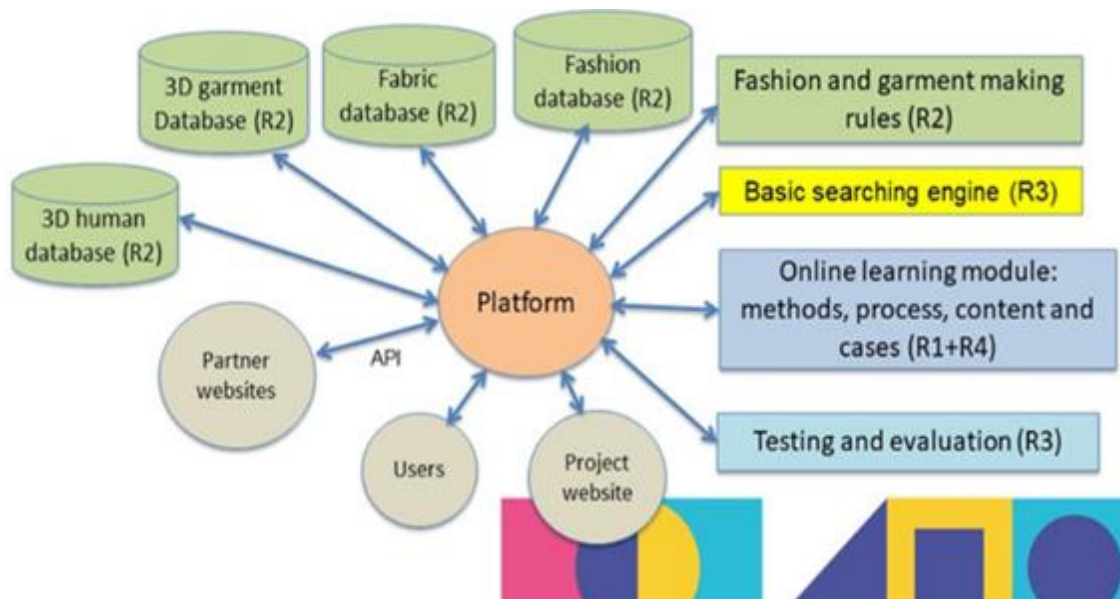 3D garment
Database (R2)
Fabric
database (R2)
Fashion
database (R2)
Fashion and garment making
rules (R2)
Basic searching engine (R3)
3D human
database (R2)
Platform
Online learning module:
methods, process, content and
cases (R1+R4)
Partner
websites
API
Testing and evaluation (R3)
Users
Project
website